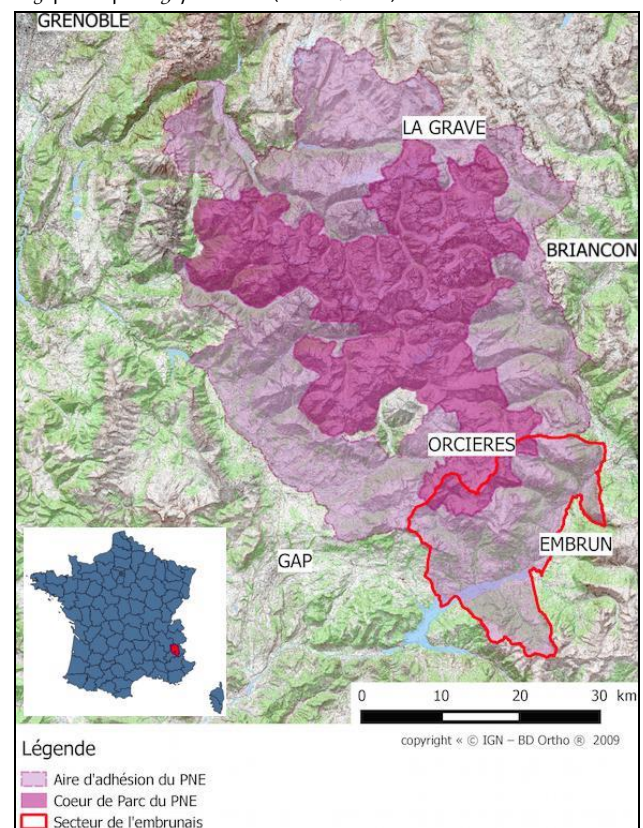 GRENOBLE
LA GRAVE
BRIANCON
ORCIERES
EMBRUN
GAP
0 10 20 30 km
copyright « © IGN – BD Ortho ® 2009
Légende
Aire d'adhésion du PNE
Coeur de Parc du PNE
Secteur de l'embrunais